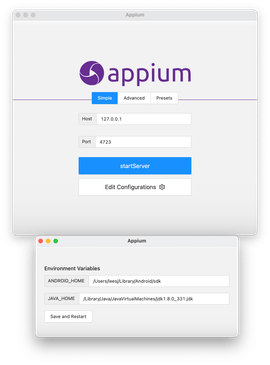 Appium
appium
Simple Advanced Presets
Host 127.0.0.1
Port 4723
startServer
Edit Configurations
Appium
Environment Variables
ANDROID_HOME /Users/leesj/Library/Android/sdk
JAVA_HOME /Library/Java/JavaVirtualMachines/jdk1.8.0_331.jdk
Save and Restart